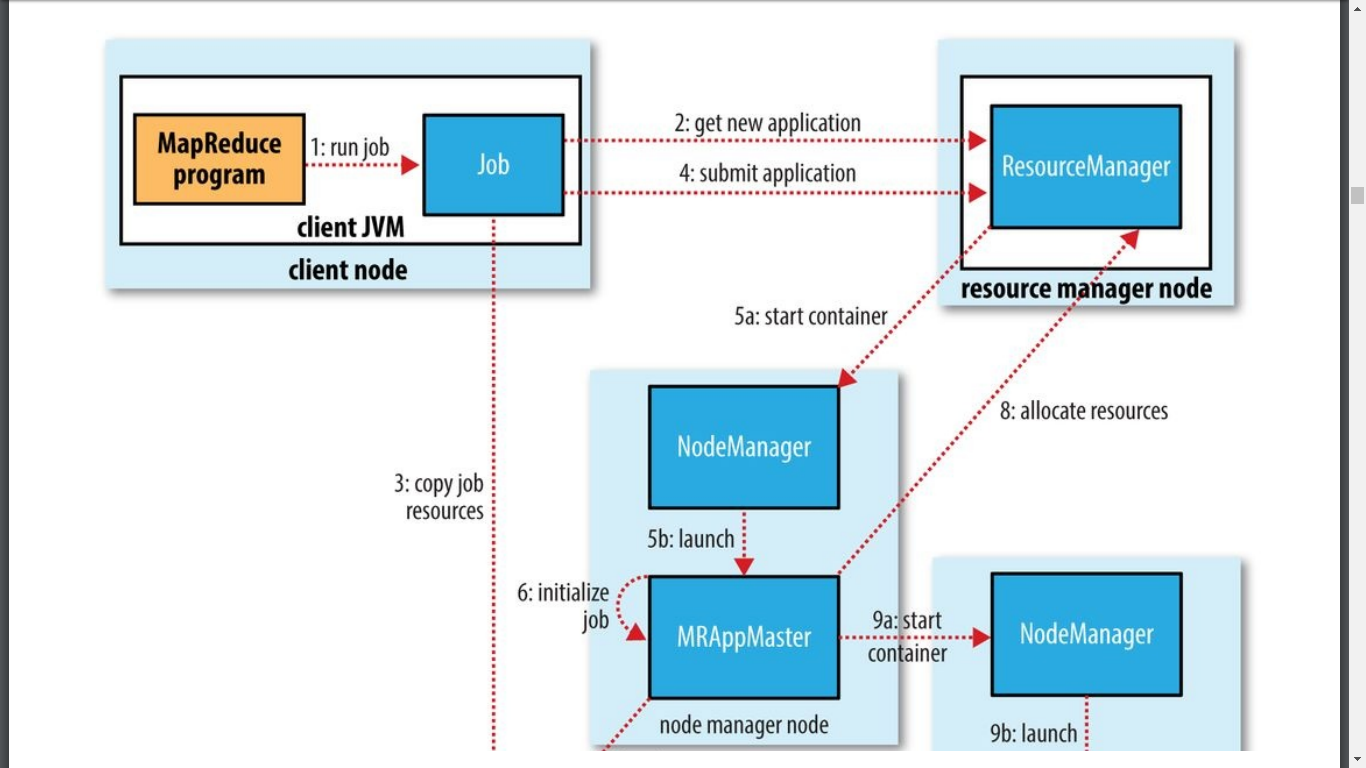 MapReduce
program
1: run job
Job
client JVM
client node
2: get new application
4: submit application
ResourceManager
resource manager node
5a: start container
8: allocate resources
3: copy job
resources
NodeManager
5b: launch
6: initialize
job
MRAppMaster
node manager node
9a: start
container
NodeManager
9b: launch